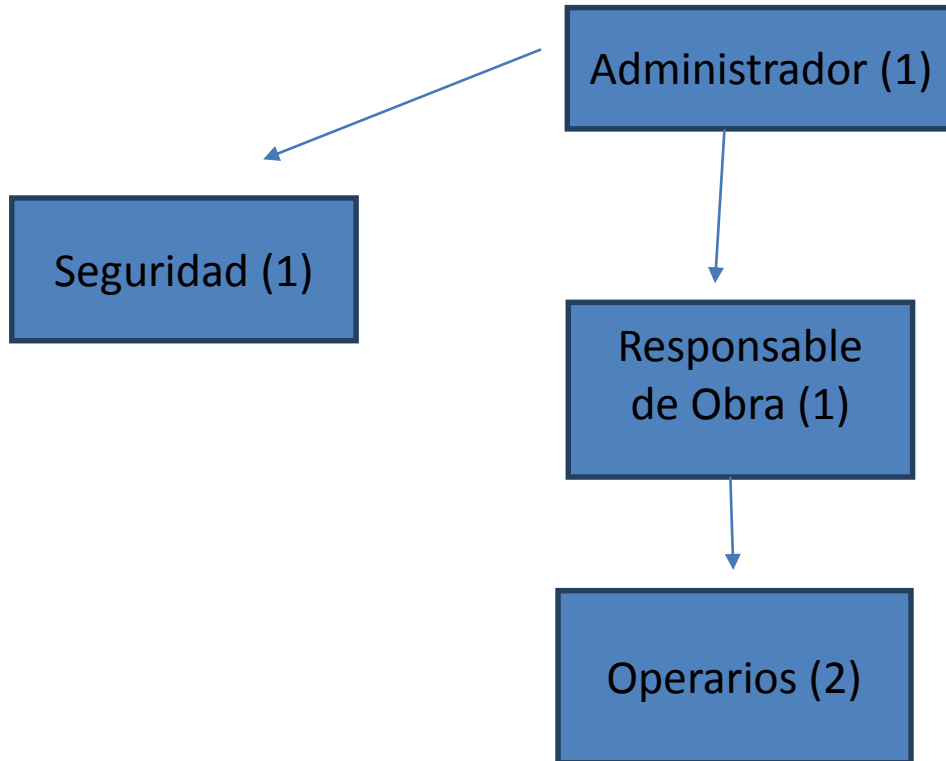 Administrador (1)
Seguridad (1)
Responsable
de Obra (1)
Operarios (2)